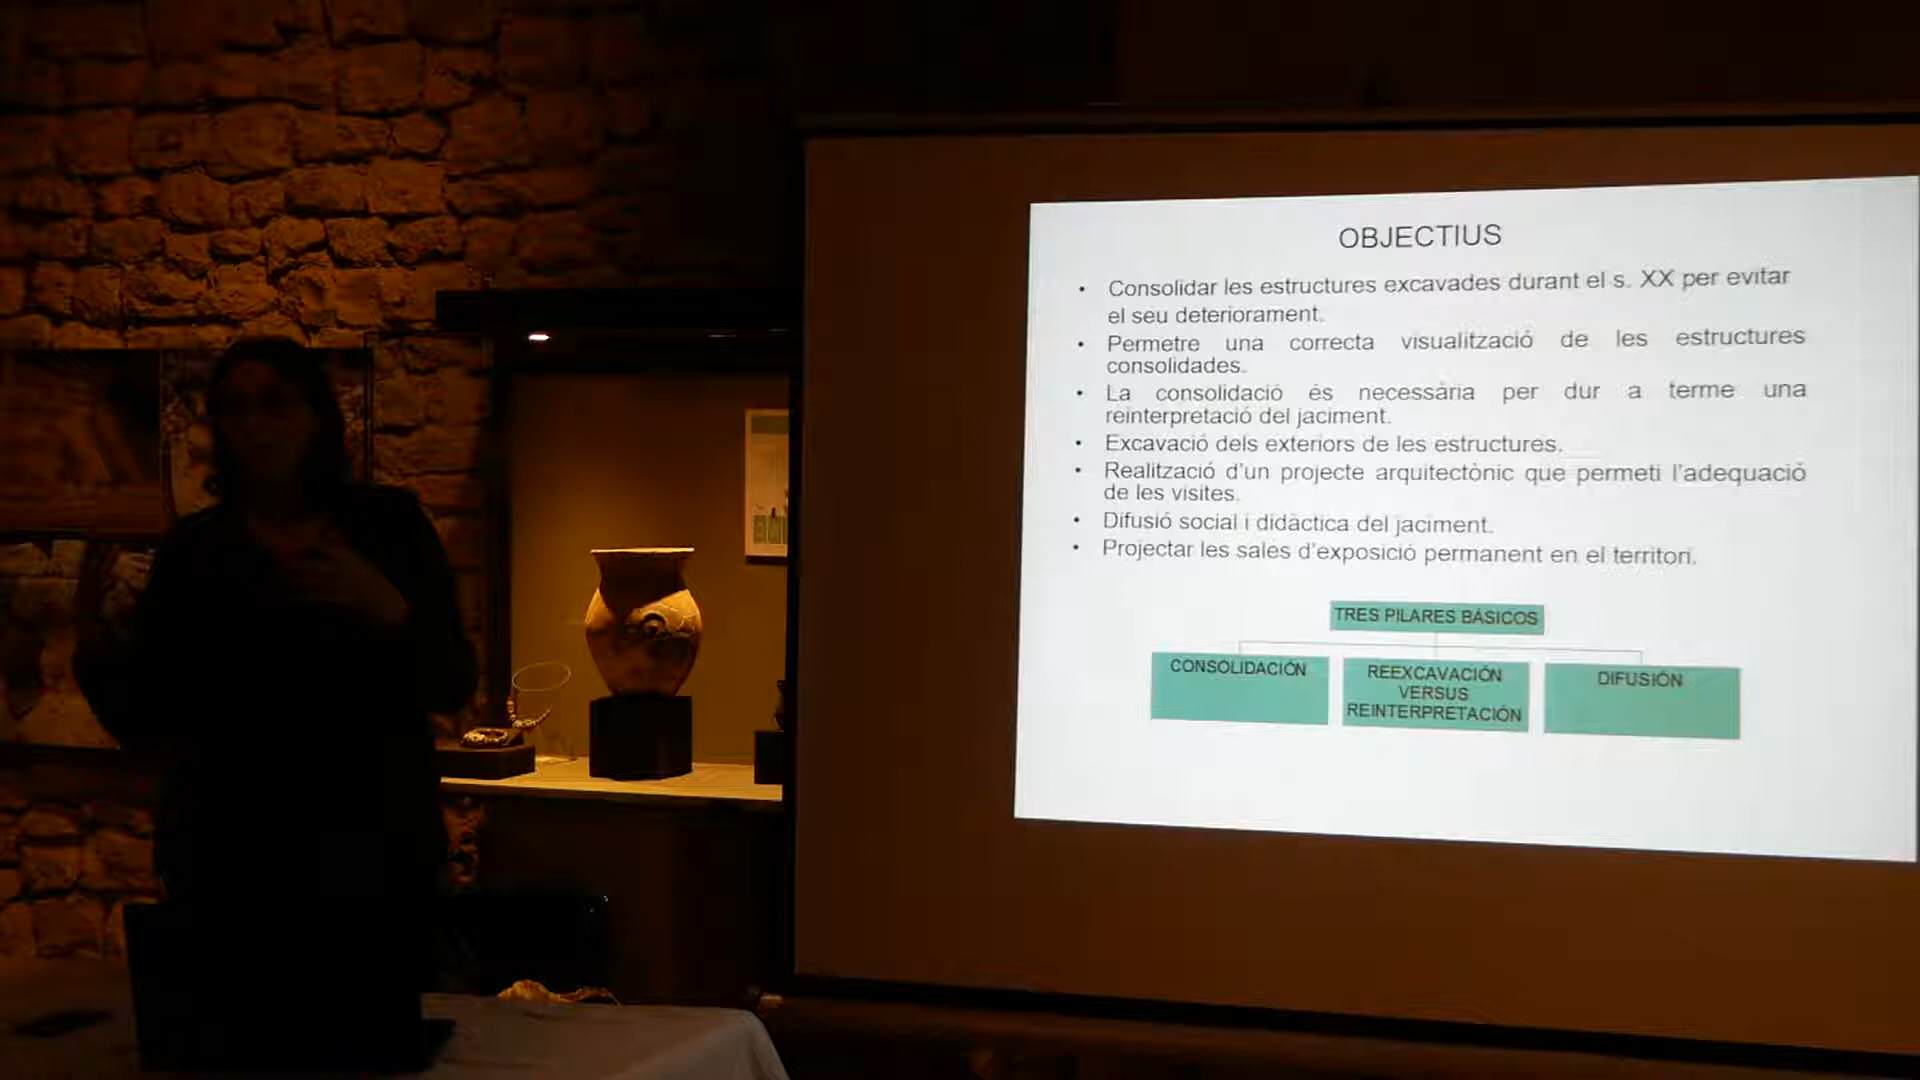 OBJECTIUS
• Consolidar les estructures excavades durant el s. XX per evitar
el seu deteriorament.
• Permetre una correcta visualització de les estructures
consolidades.
• La consolidació és necessària per dur a terme una
reinterpretació del jaciment.
• Excavació dels exteriors de les estructures.
• Realització d'un projecte arquitectònic que permeti l'adequació
de les visites.
• Difusió social i didàctica del jaciment.
• Projectar les sales d'exposició permanent en el territori.
TRES PILARES BÁSICOS
CONSOLIDACIÓN
REEXCAVACIÓN
VERSUS
REINTERPRETACIÓN
DIFUSIÓN